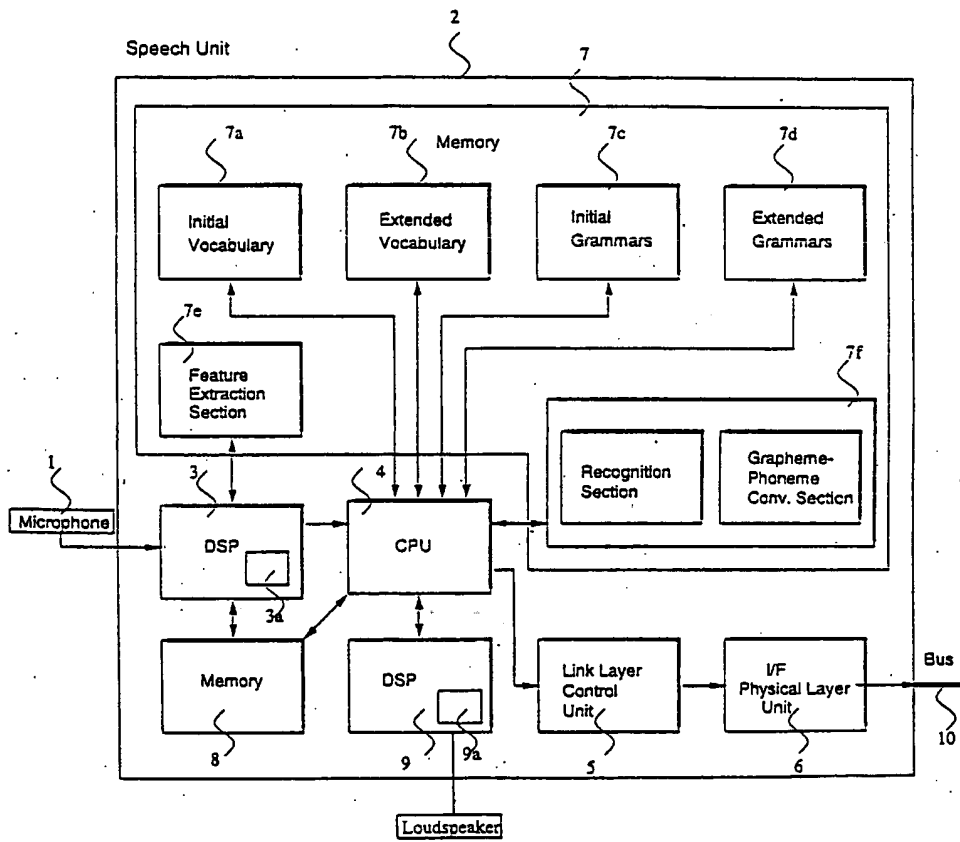 2
Speech Unit
7
7a
7b
Memory
7c
7d
Initial
Vocabulary
Extended
Vocabulary
Initial
Grammars
Extended
Grammars
7e
Feature
Extraction
Section
7f
Recognition
Section
Grapheme-
Phoneme
Conv. Section
1
3
4
Microphone
DSP
3a
CPU
Memory
8
DSP
9
9a
Link Layer
Control
Unit
5
I/F
Physical Layer
Unit
6
Bus
10
Loudspeaker